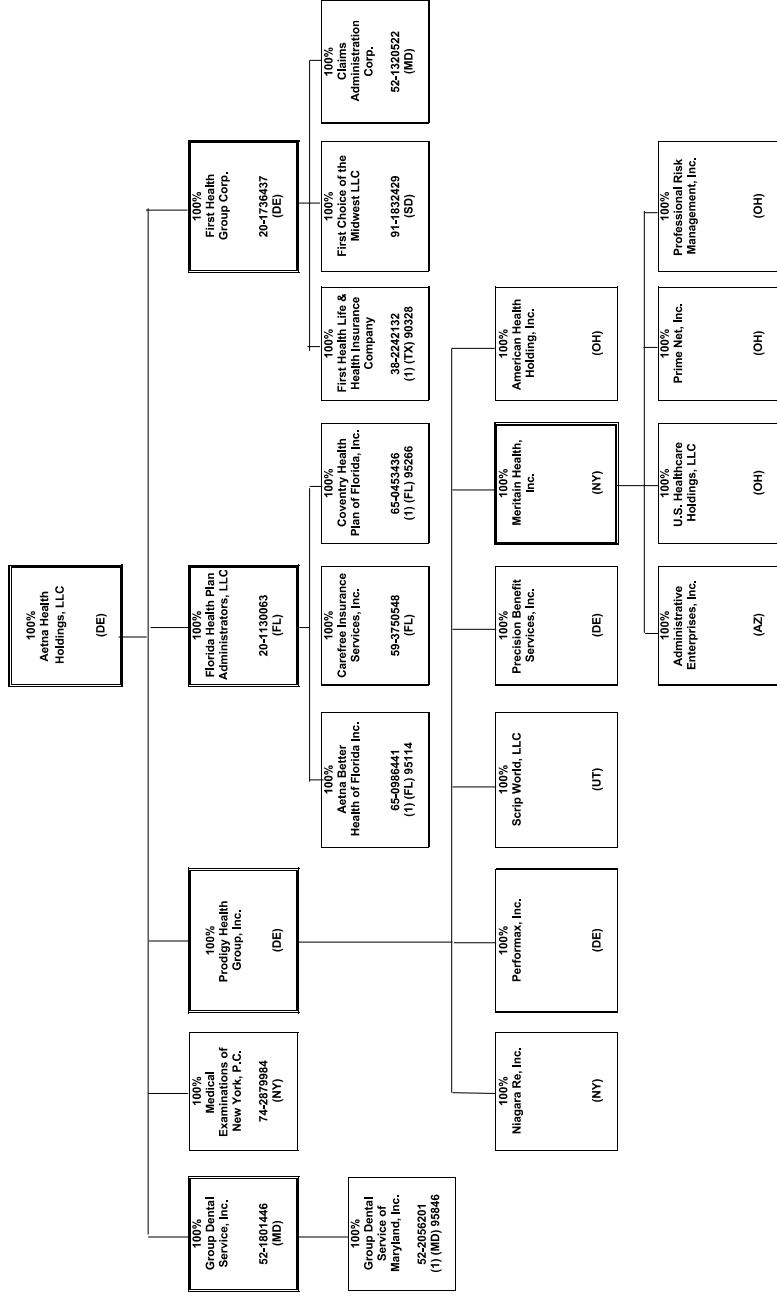 100%
Aetna Health
Holdings, LLC
(DE)
100%
Group Dental
Service, Inc.
52-1801446
(MD)
100%
Medical
Examinations of
New York, P.C.
74-2879984
(NY)
100%
Prodigy Health
Group, Inc.
(DE)
100%
Florida Health Plan
Administrators, LLC
20-1130063
(FL)
100%
First Health
Group Corp.
20-1736437
(DE)
100%
Group Dental
Service of
Maryland, Inc.
52-2056201
(1) (MD) 95846
100%
Aetna Better
Health of Florida Inc.
65-0986441
(1) (FL) 95114
100%
Carefree Insurance
Services, Inc.
59-3750548
(FL)
100%
Coventry Health
Plan of Florida, Inc.
65-0453436
(1) (FL) 95266
100%
First Health Life &
Health Insurance
Company
38-2242132
(1) (TX) 90328
100%
First Choice of the
Midwest LLC
91-1832429
(SD)
100%
Claims
Administration
Corp.
52-1320522
(MD)
100%
Niagara Re, Inc.
(NY)
100%
Performax, Inc.
(DE)
100%
Scrip World, LLC
(UT)
100%
Precision Benefit
Services, Inc.
(DE)
100%
Meritain Health,
Inc.
(NY)
100%
American Health
Holding, Inc.
(OH)
100%
Administrative
Enterprises, Inc.
(AZ)
100%
U.S. Healthcare
Holdings, LLC
(OH)
100%
Prime Net, Inc.
(OH)
100%
Professional Risk
Management, Inc.
(OH)